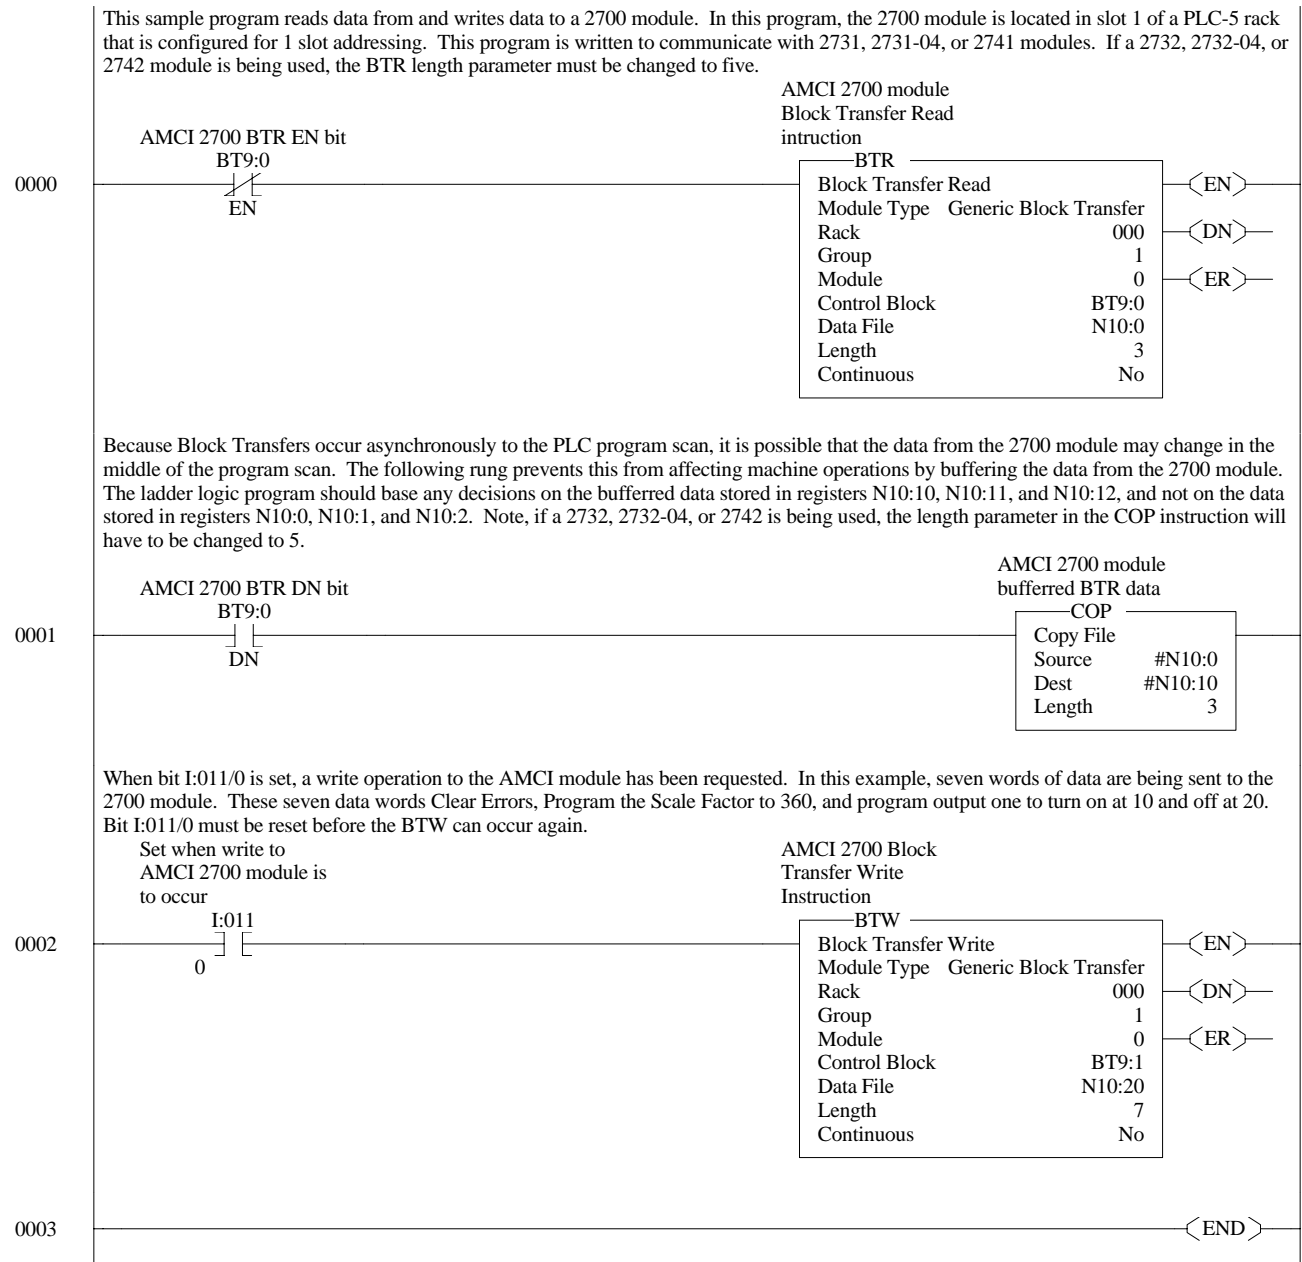 This sample program reads data from and writes data to a 2700 module.  In this program, the 2700 module is located in slot 1 of a PLC-5 rack
that is configured for 1 slot addressing.  This program is written to communicate with 2731, 2731-04, or 2741 modules.  If a 2732, 2732-04, or
2742 module is being used, the BTR length parameter must be changed to five.
AMCI 2700 module
Block Transfer Read
intruction
AMCI 2700 BTR EN bit
BT9:0
EN
0000
BTR
Block Transfer Read
Module Type Generic Block Transfer
Rack 000
Group 1
Module 0
Control Block BT9:0
Data File N10:0
Length 3
Continuous No
EN
DN
ER
Because Block Transfers occur asynchronously to the PLC program scan, it is possible that the data from the 2700 module may change in the
middle of the program scan.  The following rung prevents this from affecting machine operations by buffering the data from the 2700 module.
The ladder logic program should base any decisions on the bufferred data stored in registers N10:10, N10:11, and N10:12, and not on the data
stored in registers N10:0, N10:1, and N10:2.  Note, if a 2732, 2732-04, or 2742 is being used, the length parameter in the COP instruction will
have to be changed to 5.
AMCI 2700 module
bufferred BTR data
AMCI 2700 BTR DN bit
BT9:0
DN
0001
COP
Copy File
Source #N10:0
Dest #N10:10
Length 3
When bit I:011/0 is set, a write operation to the AMCI module has been requested.  In this example, seven words of data are being sent to the
2700 module.  These seven data words Clear Errors, Program the Scale Factor to 360, and program output one to turn on at 10 and off at 20.
Bit I:011/0 must be reset before the BTW can occur again.
Set when write to
AMCI 2700 module is
to occur
I:011
0
0002
AMCI 2700 Block
Transfer Write
Instruction
BTW
Block Transfer Write
Module Type Generic Block Transfer
Rack 000
Group 1
Module 0
Control Block BT9:1
Data File N10:20
Length 7
Continuous No
EN
DN
ER
0003
END